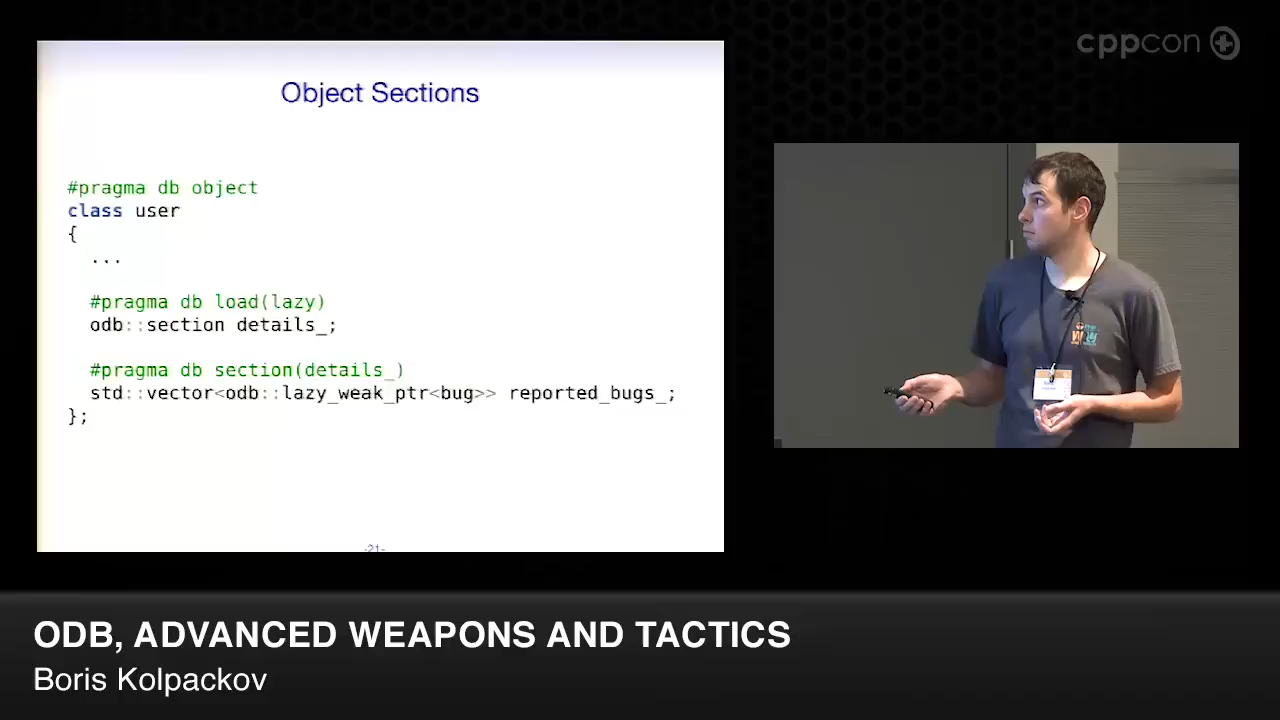 cppcon
Object Sections
#pragma db object
class user
{
...
#pragma db load(lazy)
odb::section details_;
#pragma db section(details_)
std::vector<odb::lazy_weak_ptr<bug>> reported_bugs_;
};
-21-
ODB, ADVANCED WEAPONS AND TACTICS
Boris Kolpackov